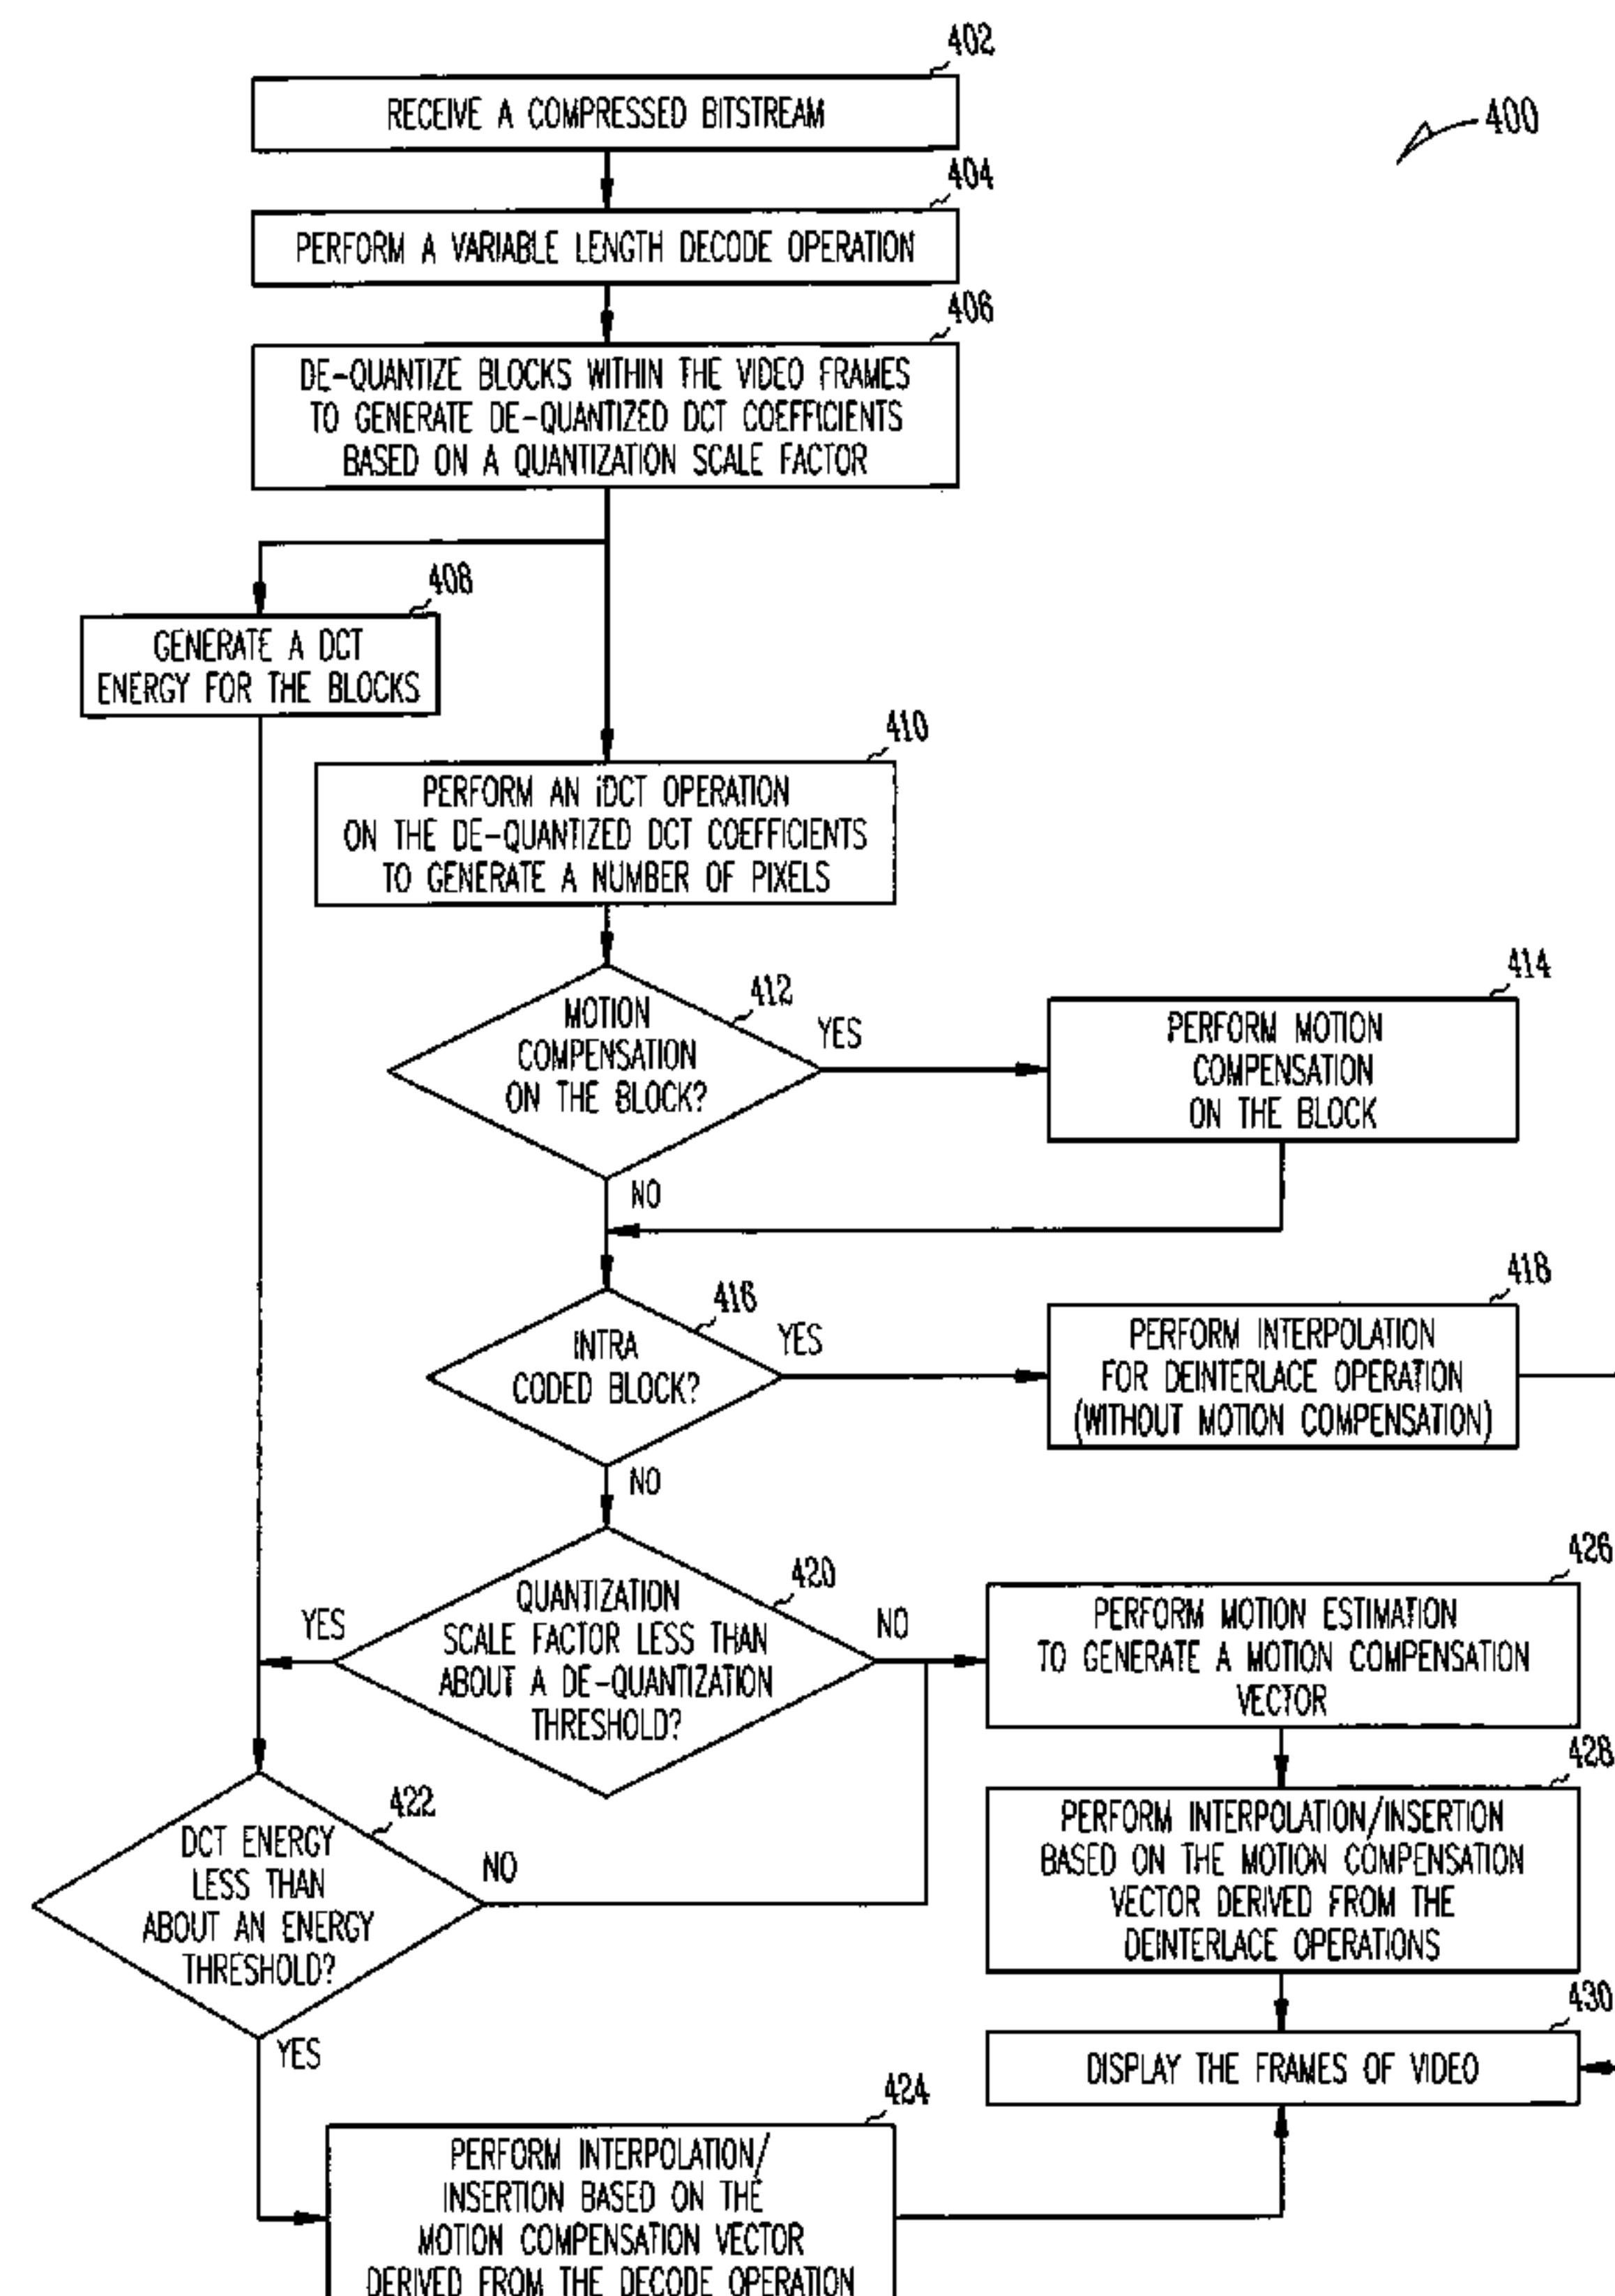 402
RECEIVE A COMPRESSED BITSTREAM
400
404
PERFORM A VARIABLE LENGTH DECODE OPERATION
406
DE-QUANTIZE BLOCKS WITHIN THE VIDEO FRAMES
TO GENERATE DE-QUANTIZED DCT COEFFICIENTS
BASED ON A QUANTIZATION SCALE FACTOR
408
GENERATE A DCT
ENERGY FOR THE BLOCKS
410
PERFORM AN iDCT OPERATION
ON THE DE-QUANTIZED DCT COEFFICIENTS
TO GENERATE A NUMBER OF PIXELS
412
MOTION
COMPENSATION
ON THE BLOCK?
YES
NO
414
PERFORM MOTION
COMPENSATION
ON THE BLOCK
416
INTRA
CODED BLOCK?
YES
NO
418
PERFORM INTERPOLATION
FOR DEINTERLACE OPERATION
(WITHOUT MOTION COMPENSATION)
420
QUANTIZATION
SCALE FACTOR LESS THAN
ABOUT A DE-QUANTIZATION
THRESHOLD?
YES
NO
426
PERFORM MOTION ESTIMATION
TO GENERATE A MOTION COMPENSATION
VECTOR
422
DCT ENERGY
LESS THAN
ABOUT AN ENERGY
THRESHOLD?
NO
YES
428
PERFORM INTERPOLATION/INSERTION
BASED ON THE MOTION COMPENSATION
VECTOR DERIVED FROM THE
DEINTERLACE OPERATIONS
430
DISPLAY THE FRAMES OF VIDEO
424
PERFORM INTERPOLATION/
INSERTION BASED ON THE
MOTION COMPENSATION VECTOR
DERIVED FROM THE DECODE OPERATION